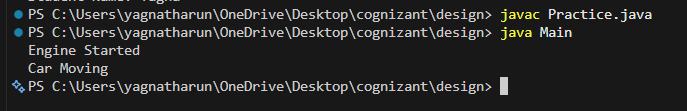 PS C:\Users\yagnatharun\OneDrive\Desktop\cognizant\design> javac Practice.java
PS C:\Users\yagnatharun\OneDrive\Desktop\cognizant\design> java Main
Engine Started
Car Moving
PS C:\Users\yagnatharun\OneDrive\Desktop\cognizant\design>